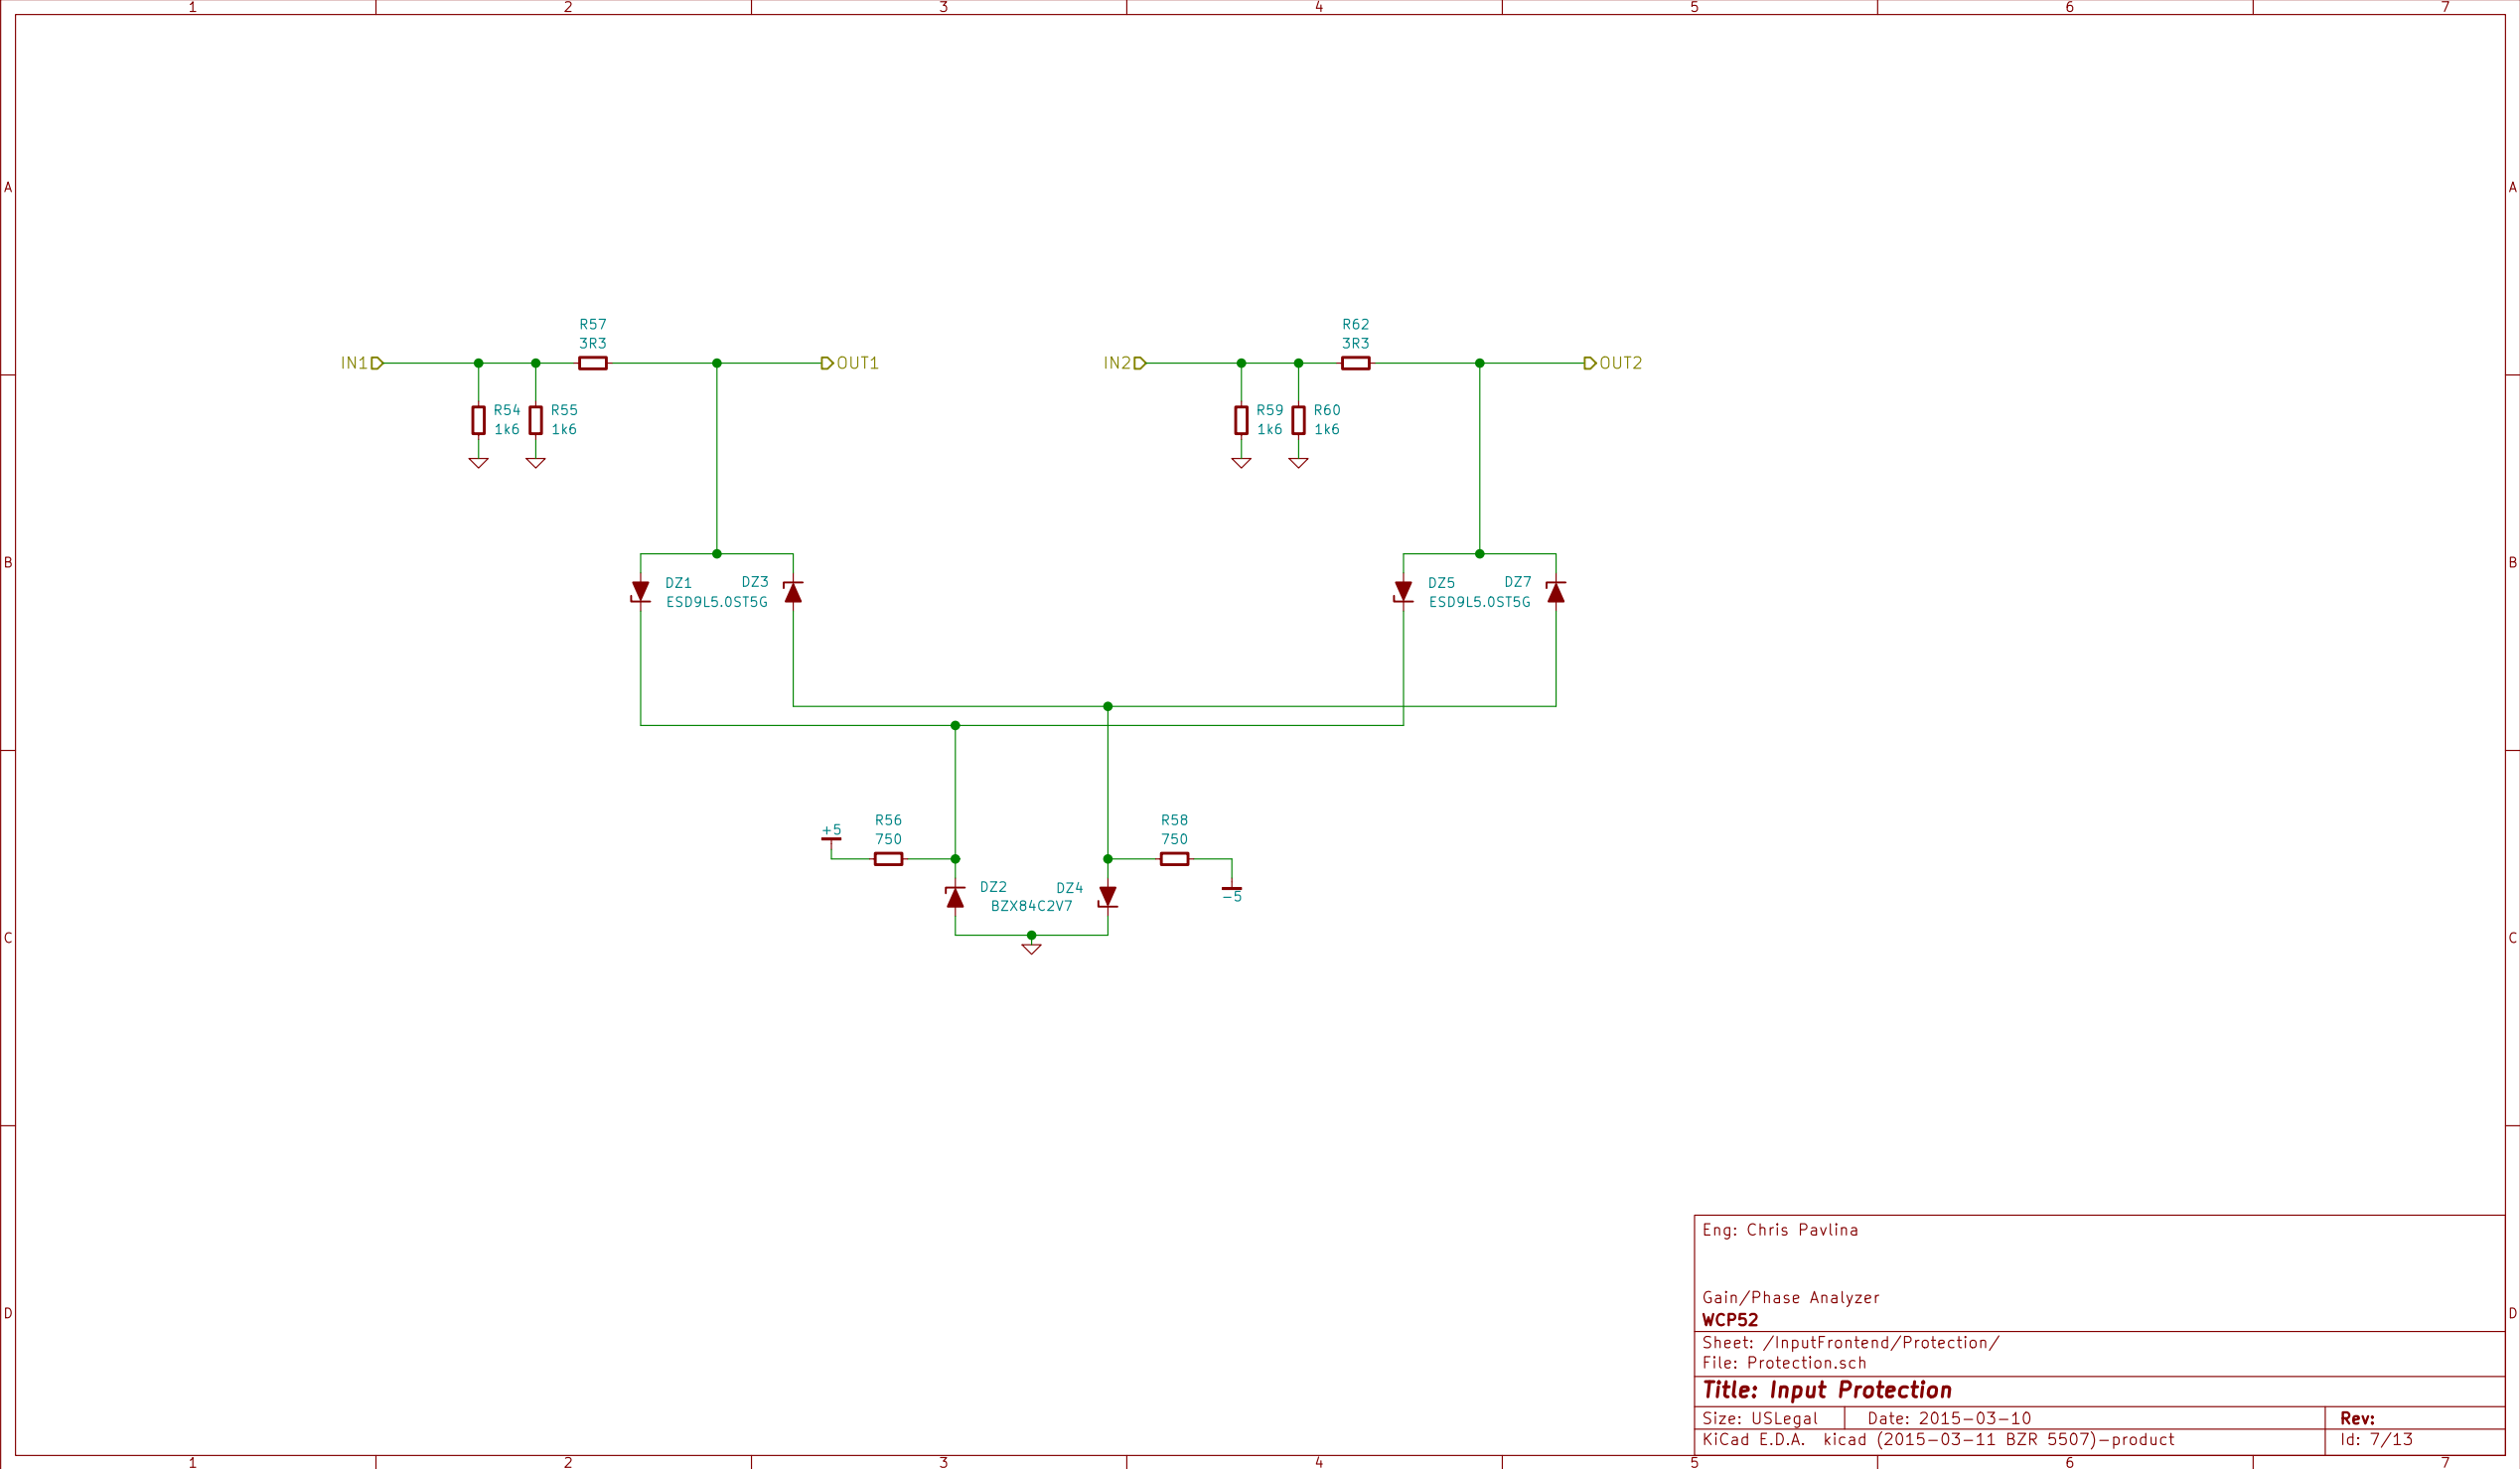 1 2 3 4 5 6 7
A A
R57
3R3
R62
3R3
IN1 OUT1 IN2 OUT2
R54
1k6
R55
1k6
R59
1k6
R60
1k6
B B
DZ1 DZ3
ESD9L5.0ST5G
DZ5 DZ7
ESD9L5.0ST5G
+5
R56
750
R58
750
-5
DZ2 DZ4
BZX84C2V7
C C
D D
Eng: Chris Pavlina
Gain/Phase Analyzer
WCP52
Sheet: /InputFrontend/Protection/
File: Protection.sch
Title: Input Protection
Size: USLegal Date: 2015-03-10 Rev:
KiCad E.D.A. kicad (2015-03-11 BZR 5507)-product Id: 7/13
1 2 3 4 5 6 7